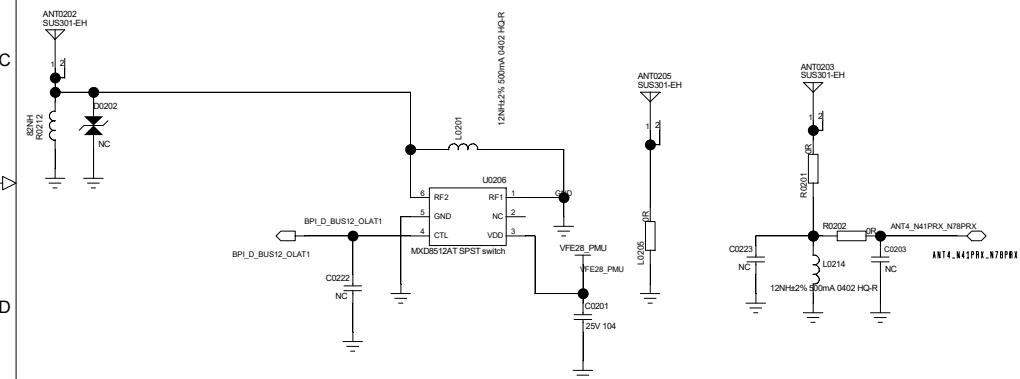 ANT0202
SUS301-EH
1 2
C
82NH
R0212
D0202
NC
12NH±2% 500mA 0402 HQ-R
L0201
U0206
6 RF2
RF1 1
GND
5 GND
NC 2
4 CTL
VDD 3
MXD8512AT SPST switch
BPI_D_BUS12_OLAT1
BPI_D_BUS12_OLAT1
C0222
NC
VFE28_PMU
VFE28_PMU
C0201
25V 104
ANT0205
SUS301-EH
1 2
L0205
0R
ANT0203
SUS301-EH
1 2
R0201
0R
R0202
0R
ANT4_N41PRX_N78PRX
ANT4_N41PRX_N78PRX
C0223
NC
L0214
12NH±2% 500mA 0402 HQ-R
C0203
NC
D